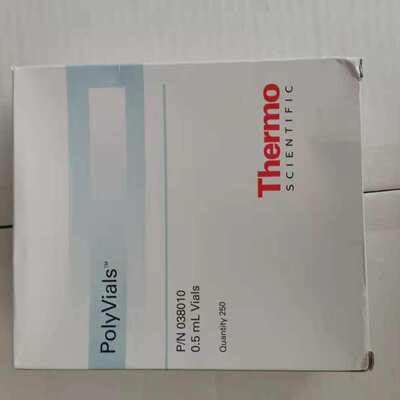 PolyVials™
P/N 038010
0.5 mL Vials
Quantity 250
Thermo
SCIENTIFIC